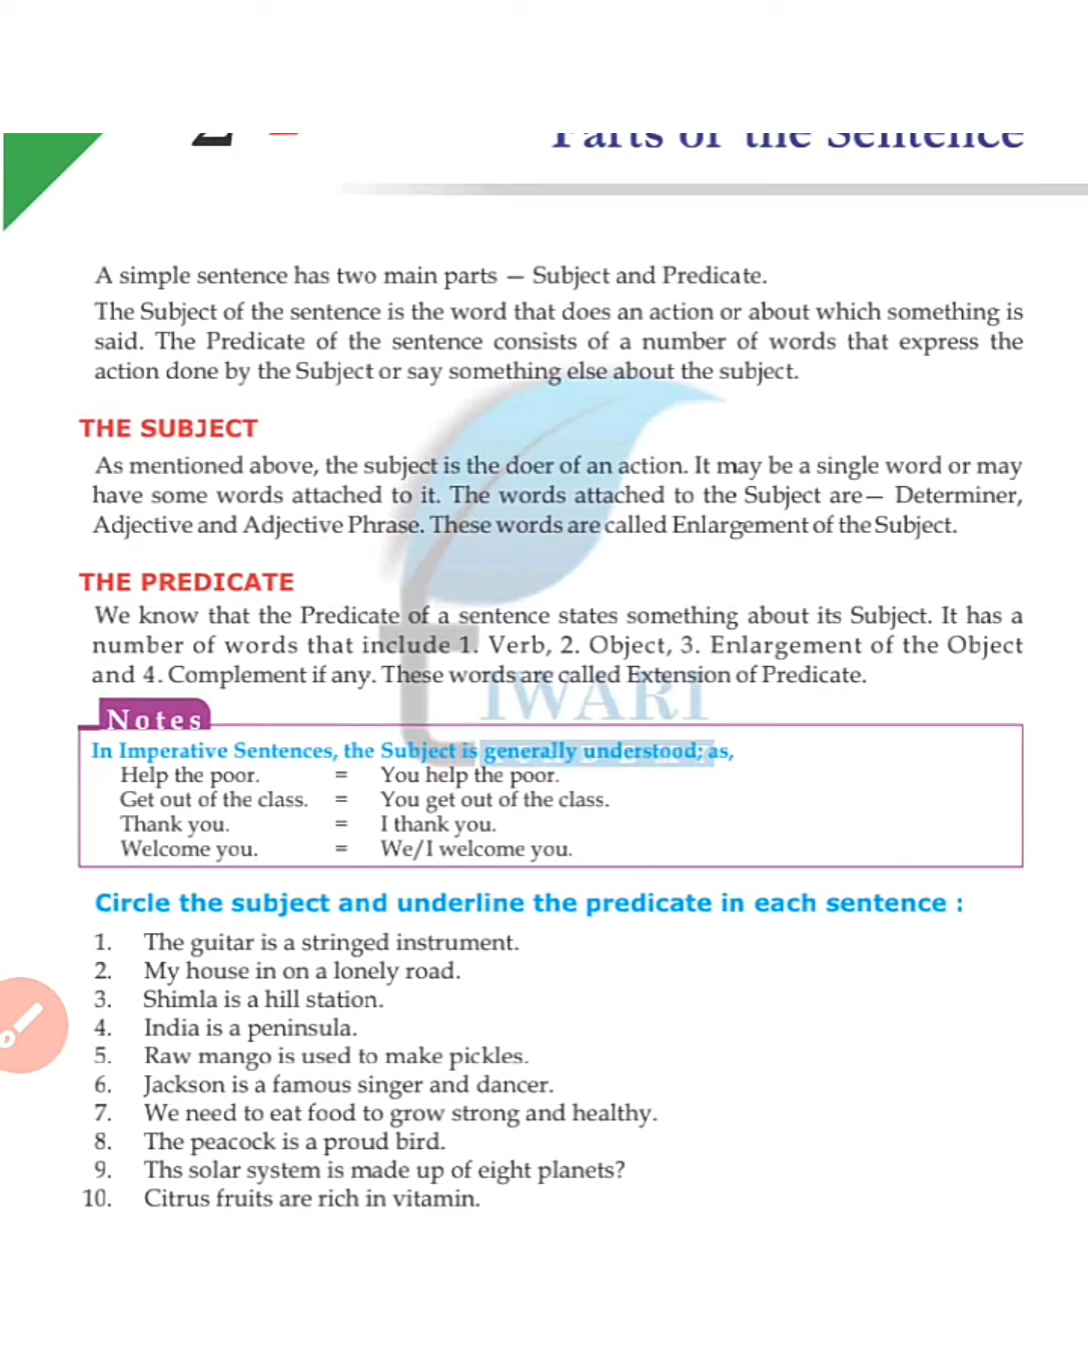 2
Parts of the Sentence
A simple sentence has two main parts — Subject and Predicate.
The Subject of the sentence is the word that does an action or about which something is
said. The Predicate of the sentence consists of a number of words that express the
action done by the Subject or say something else about the subject.
THE SUBJECT
As mentioned above, the subject is the doer of an action. It may be a single word or may
have some words attached to it. The words attached to the Subject are— Determiner,
Adjective and Adjective Phrase. These words are called Enlargement of the Subject.
THE PREDICATE
We know that the Predicate of a sentence states something about its Subject. It has a
number of words that include 1. Verb, 2. Object, 3. Enlargement of the Object
and 4. Complement if any. These words are called Extension of Predicate.
IWARI
Notes
In Imperative Sentences, the Subject is generally understood; as,
Help the poor. = You help the poor.
Get out of the class. = You get out of the class.
Thank you. = I thank you.
Welcome you. = We/I welcome you.
Circle the subject and underline the predicate in each sentence :
1. The guitar is a stringed instrument.
2. My house in on a lonely road.
3. Shimla is a hill station.
4. India is a peninsula.
5. Raw mango is used to make pickles.
6. Jackson is a famous singer and dancer.
7. We need to eat food to grow strong and healthy.
8. The peacock is a proud bird.
9. Ths solar system is made up of eight planets?
10. Citrus fruits are rich in vitamin.